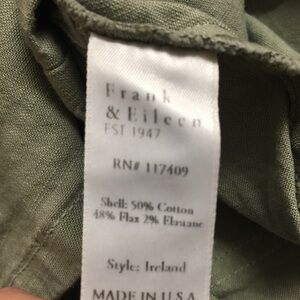 Frank
& Eileen
EST 1947
RN# 117409
Shell: 50% Cotton
48% Flax 2% Elastane
Style: Ireland
MADE IN U.S.A